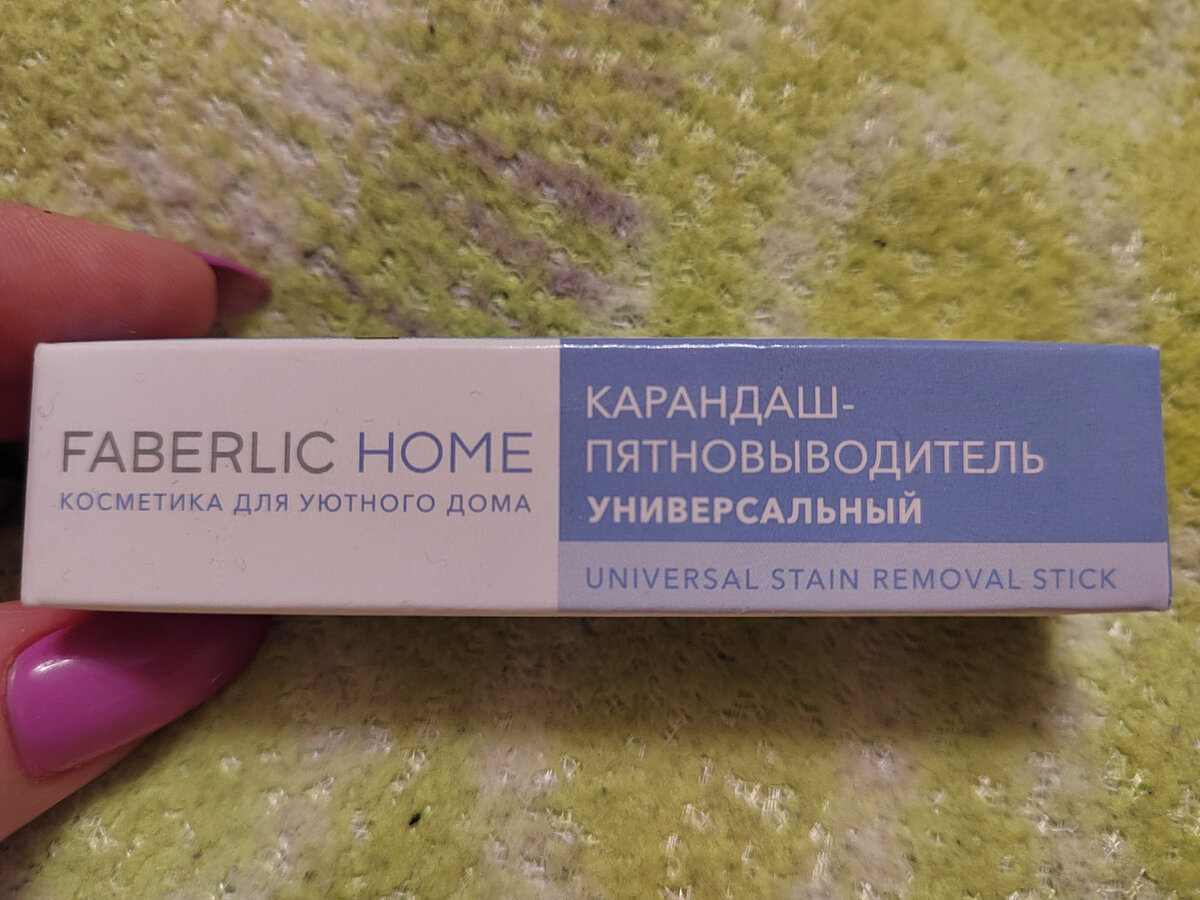 FABERLIC HOME
КОСМЕТИКА ДЛЯ УЮТНОГО ДОМА
КАРАНДАШ-
ПЯТНОВЫВОДИТЕЛЬ
УНИВЕРСАЛЬНЫЙ
UNIVERSAL STAIN REMOVAL STICK